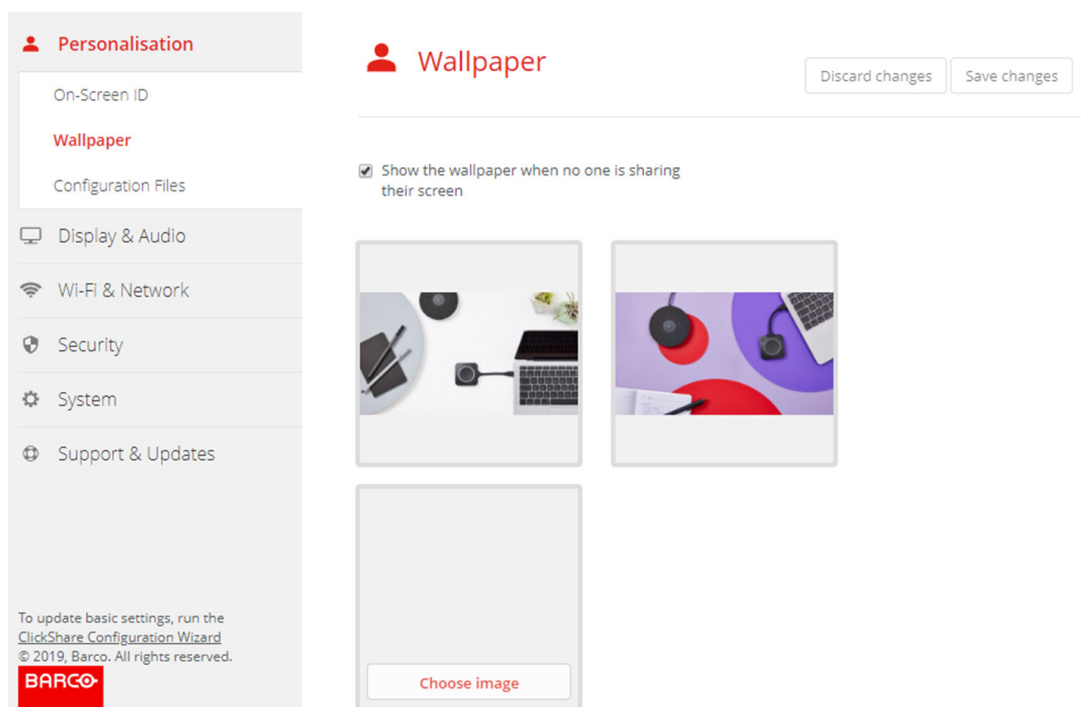 Personalisation
On-Screen ID
Wallpaper
Configuration Files
Display & Audio
Wi-Fi & Network
Security
System
Support & Updates
To update basic settings, run the
ClickShare Configuration Wizard
© 2019, Barco. All rights reserved.
BARCO
Wallpaper
Discard changes
Save changes
Show the wallpaper when no one is sharing
their screen
Choose image